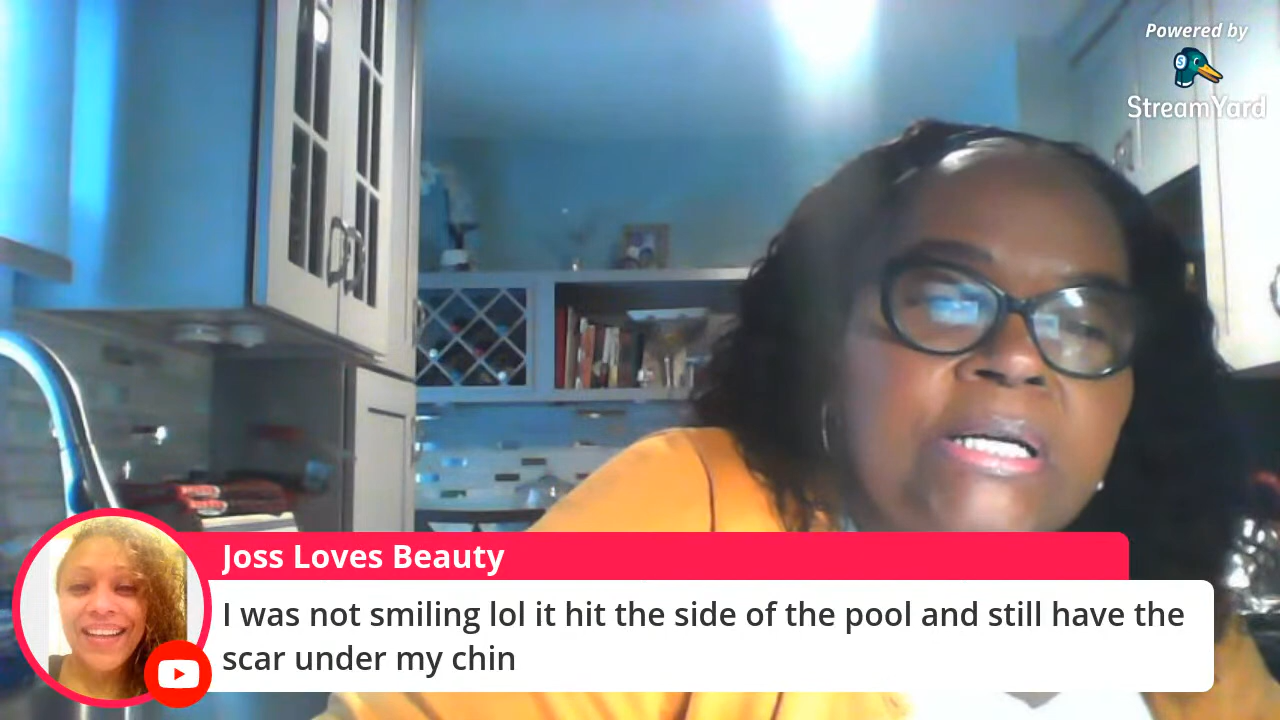 Powered by
StreamYard
Joss Loves Beauty
I was not smiling lol it hit the side of the pool and still have the
scar under my chin